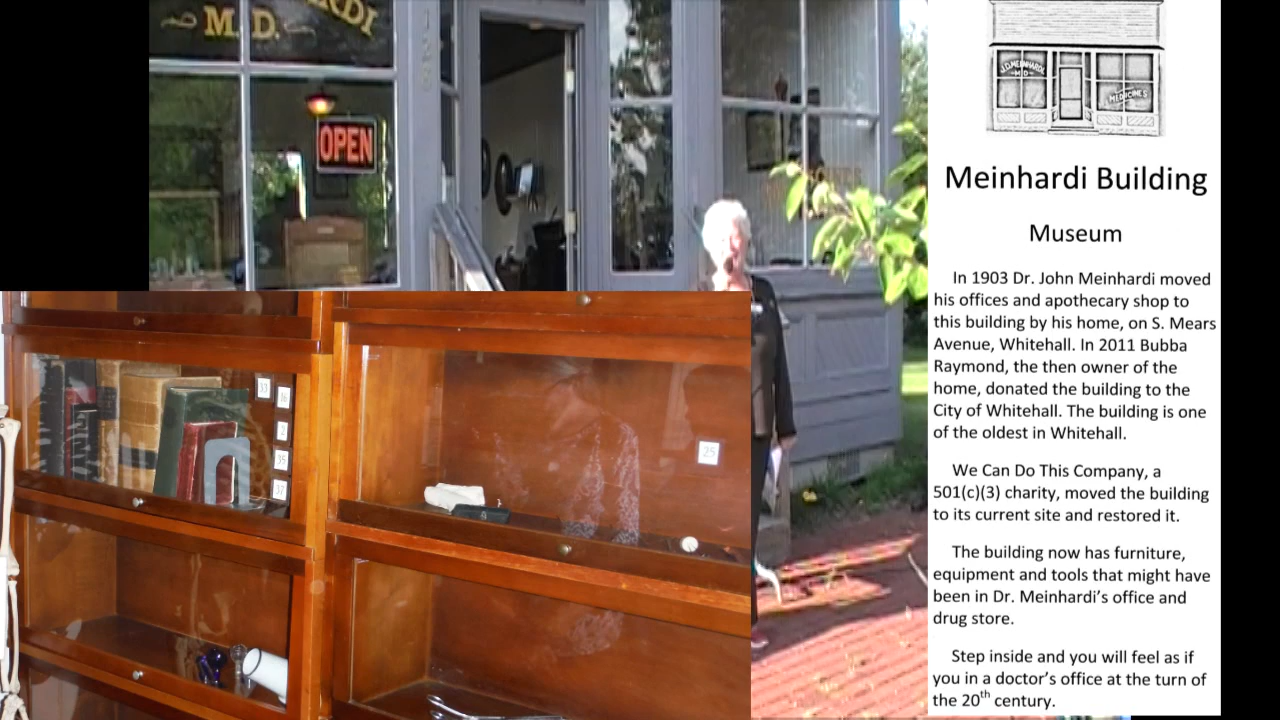 M.D.
OPEN
33
35
37
25
J.D. MEINHARDI
M D
MEDICINES
Meinhardi Building
Museum
In 1903 Dr. John Meinhardi moved
his offices and apothecary shop to
this building by his home, on S. Mears
Avenue, Whitehall. In 2011 Bubba
Raymond, the then owner of the
home, donated the building to the
City of Whitehall. The building is one
of the oldest in Whitehall.
We Can Do This Company, a
501(c)(3) charity, moved the building
to its current site and restored it.
The building now has furniture,
equipment and tools that might have
been in Dr. Meinhardi's office and
drug store.
Step inside and you will feel as if
you in a doctor's office at the turn of
the 20th century.